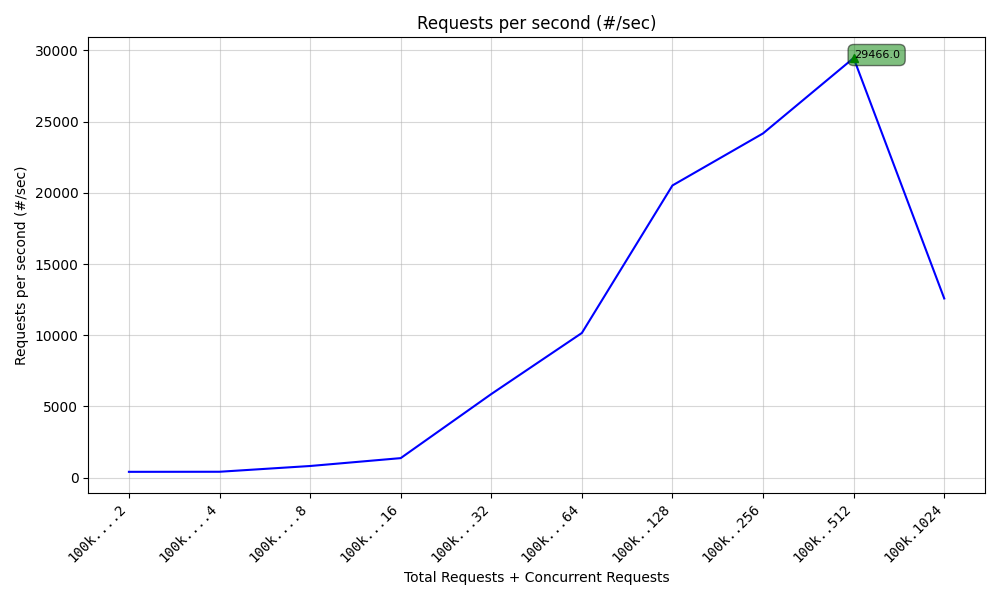 Requests per second (#/sec)
Requests per second (#/sec)
30000
25000
20000
15000
10000
5000
0
29466.0
100k....2
100k....4
100k....8
100k...16
100k...32
100k...64
100k..128
100k..256
100k..512
100k.1024
Total Requests + Concurrent Requests